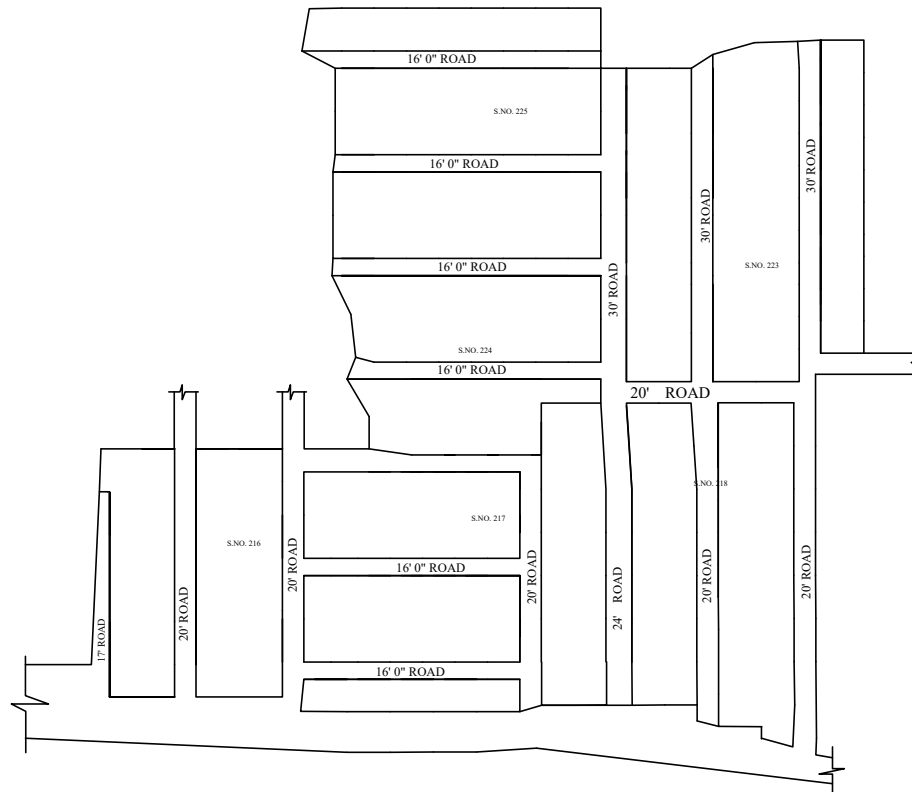 16' 0" ROAD
S.NO. 225
16' 0" ROAD
30' ROAD
30' ROAD
16' 0" ROAD
S.NO. 223
30' ROAD
S.NO. 224
16' 0" ROAD
20' ROAD
S.NO. 218
S.NO. 217
S.NO. 216
20' ROAD
16' 0" ROAD
20' ROAD
24' ROAD
20' ROAD
20' ROAD
20' ROAD
17' ROAD
16' 0" ROAD